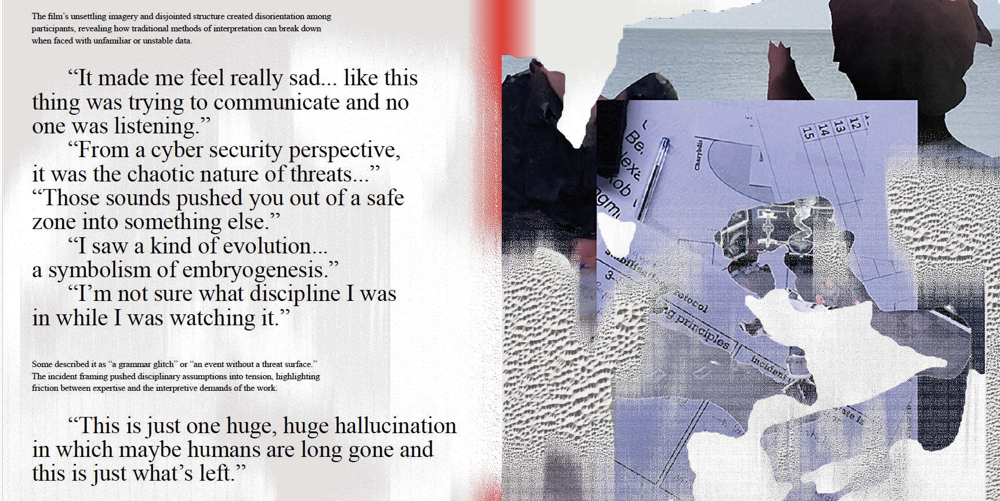 The film’s unsettling imagery and disjointed structure created disorientation among
participants, revealing how traditional methods of interpretation can break down
when faced with unfamiliar or unstable data.
“It made me feel really sad... like this
thing was trying to communicate and no
one was listening.”
“From a cyber security perspective,
it was the chaotic nature of threats...”
“Those sounds pushed you out of a safe
zone into something else.”
“I saw a kind of evolution...
a symbolism of embryogenesis.”
“I’m not sure what discipline I was
in while I was watching it.”
Some described it as “a grammar glitch” or “an event without a threat surface.”
The incident framing pushed disciplinary assumptions into tension, highlighting
friction between expertise and the interpretive demands of the work.
“This is just one huge, huge hallucination
in which maybe humans are long gone and
this is just what’s left.”
12
13
14
15
Charybdis
3
principles